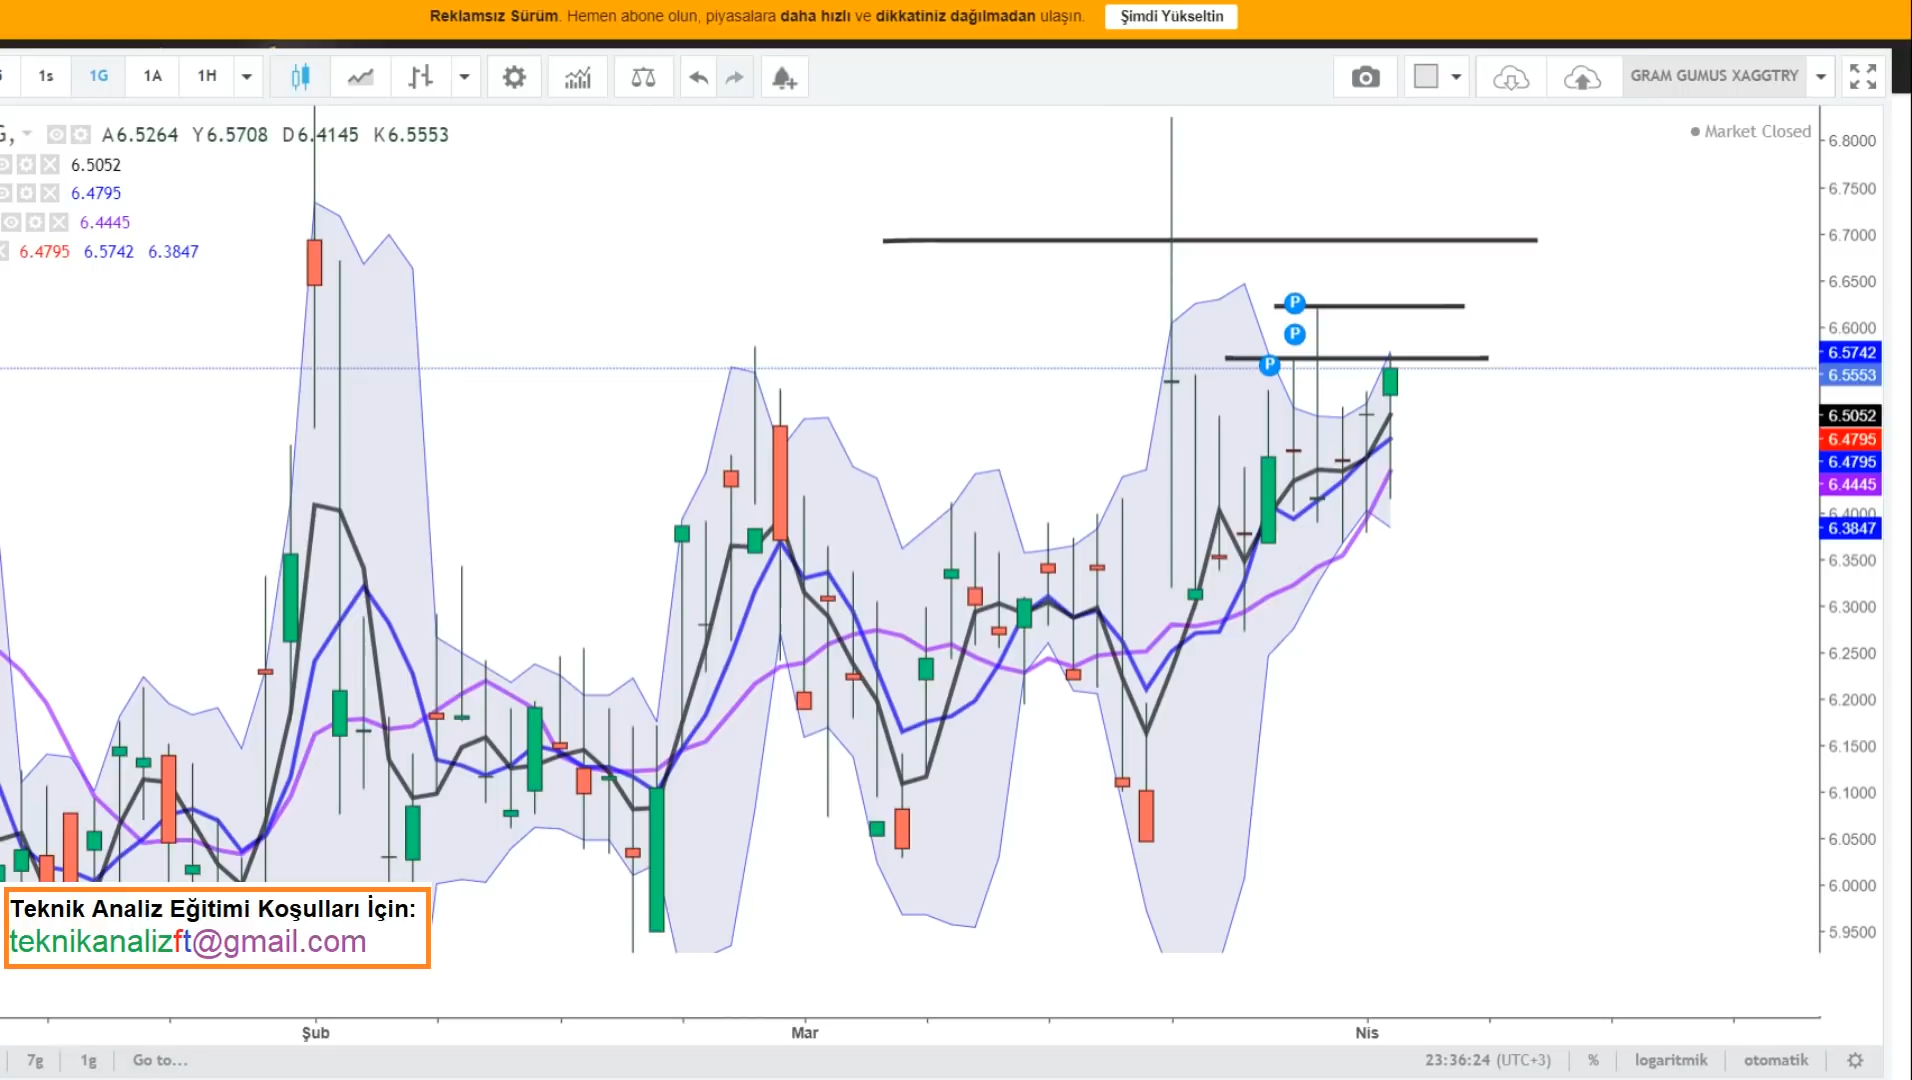 Reklamsız Sürüm. Hemen abone olun, piyasalara daha hızlı ve dikkatiniz dağılmadan ulaşın. Şimdi Yükseltin
1s 1G 1A 1H GRAM GUMUS XAGGTRY
G, A6.5264 Y6.5708 D6.4145 K6.5553
Market Closed
6.5052
6.4795
6.4445
6.4795 6.5742 6.3847
P
P
P
6.8000
6.7500
6.7000
6.6500
6.6000
6.5742
6.5553
6.5052
6.4795
6.4795
6.4445
6.4000
6.3847
6.3500
6.3000
6.2500
6.2000
6.1500
6.1000
6.0500
6.0000
5.9500
Teknik Analiz Eğitimi Koşulları İçin:
teknikanalizft@gmail.com
Şub Mar Nis
7g 1g Go to... 23:36:24 (UTC+3) % logaritmik otomatik